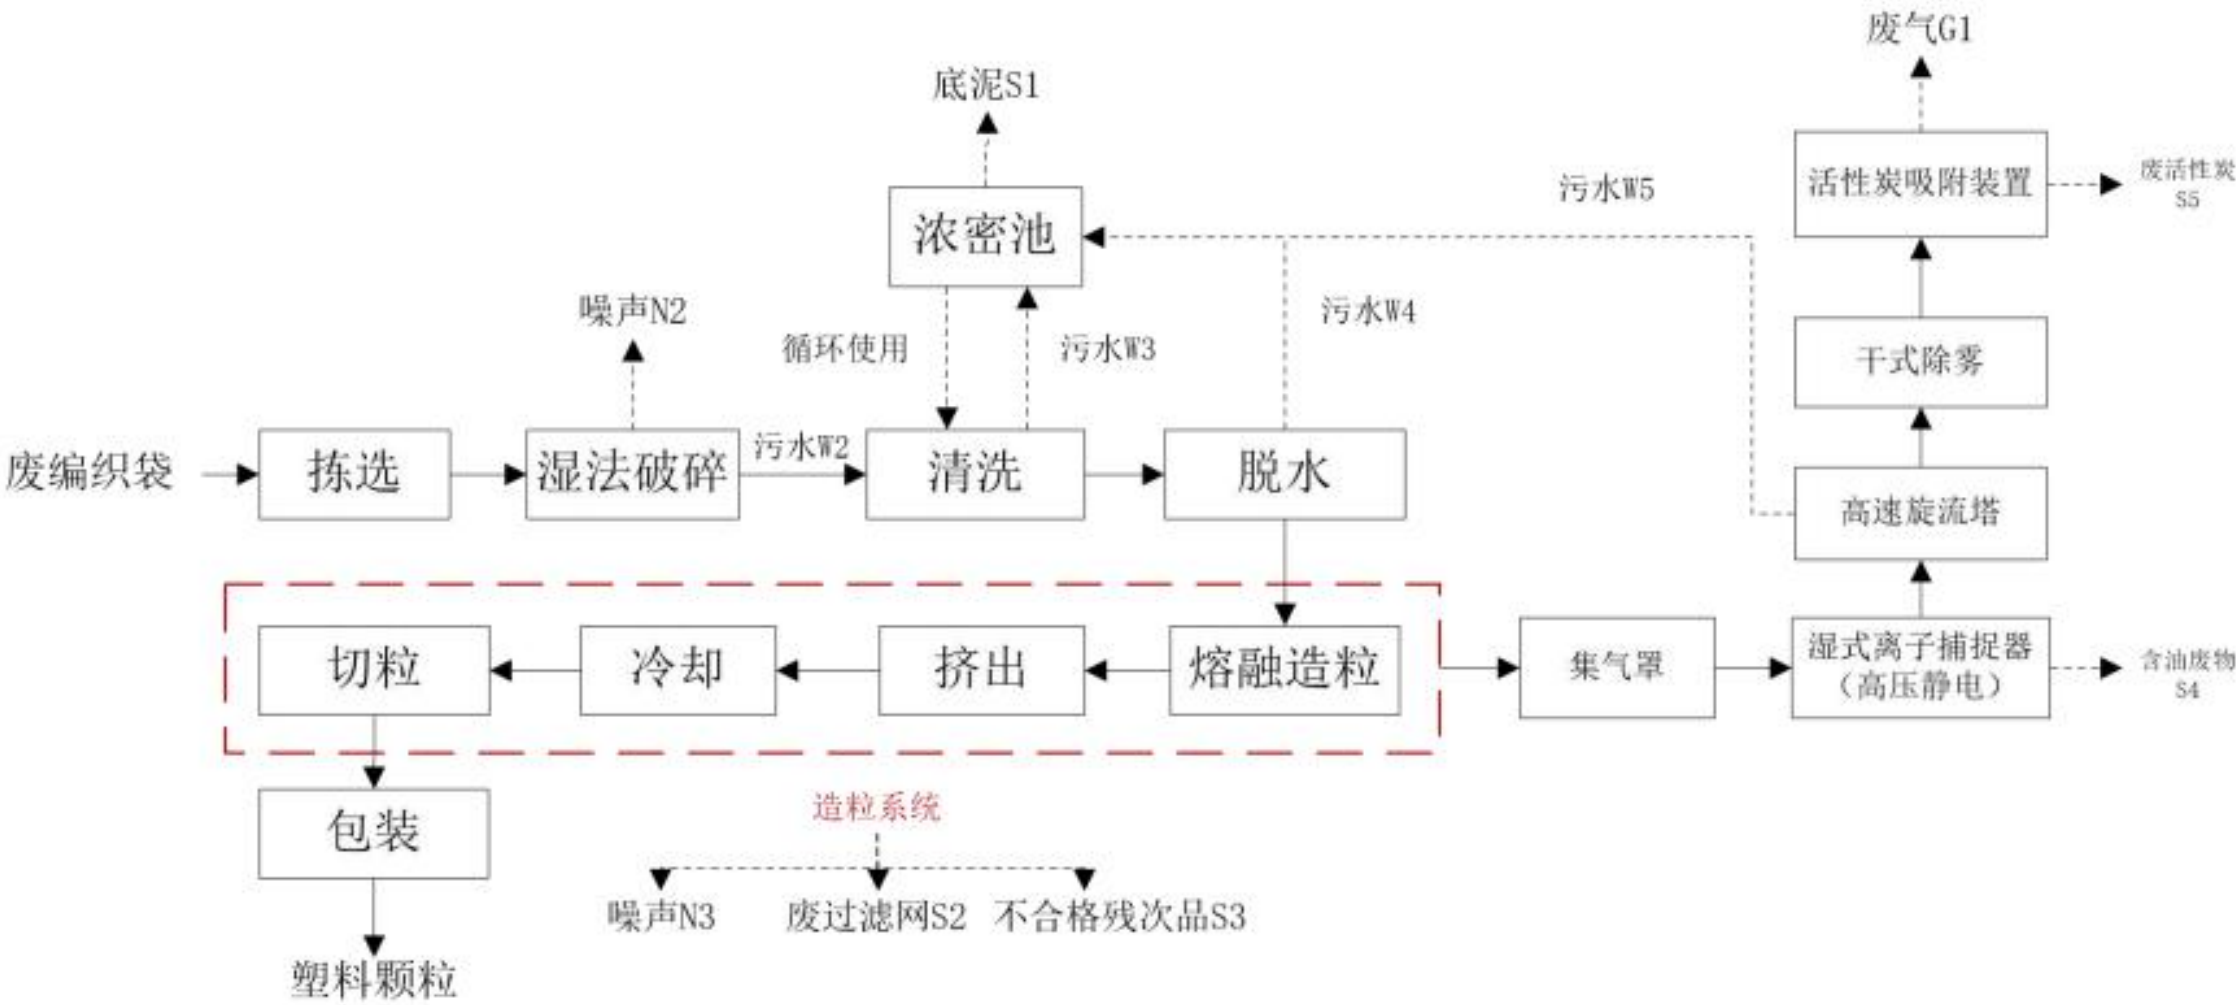 废气G1
底泥S1
活性炭吸附装置
废活性炭
S5
污水W5
浓密池
噪声N2
循环使用
污水W3
污水W4
干式除雾
废编织袋
拣选
湿法破碎
污水W2
清洗
脱水
高速旋流塔
切粒
冷却
挤出
熔融造粒
集气罩
湿式离子捕捉器
（高压静电）
含油废物
S4
包装
造粒系统
噪声N3
废过滤网S2
不合格残次品S3
塑料颗粒